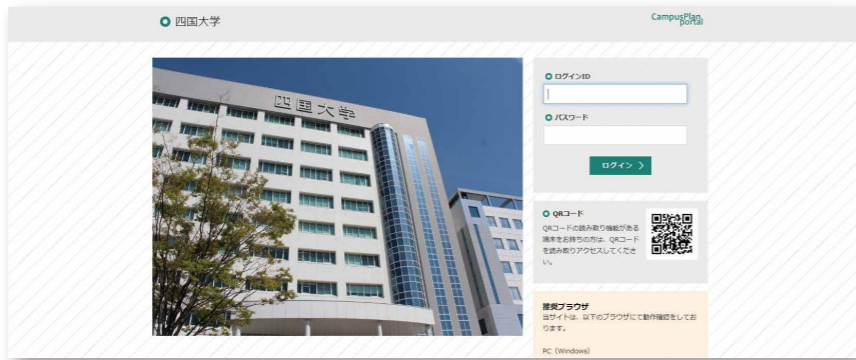 四国大学
CampusPlan
portal
四国大学
ログインID
パスワード
ログイン
QRコード
QRコードの読み取り機能がある
端末をお持ちの方は、QRコード
を読み取りアクセスしてくださ
い。
推奨ブラウザ
当サイトは、以下のブラウザにて動作確認をしてお
ります。
PC（Windows）